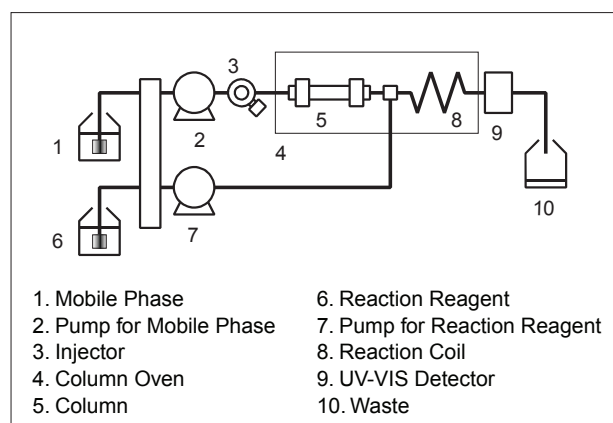 3
1
2
5
8
9
4
6
7
10
1. Mobile Phase
2. Pump for Mobile Phase
3. Injector
4. Column Oven
5. Column
6. Reaction Reagent
7. Pump for Reaction Reagent
8. Reaction Coil
9. UV-VIS Detector
10. Waste